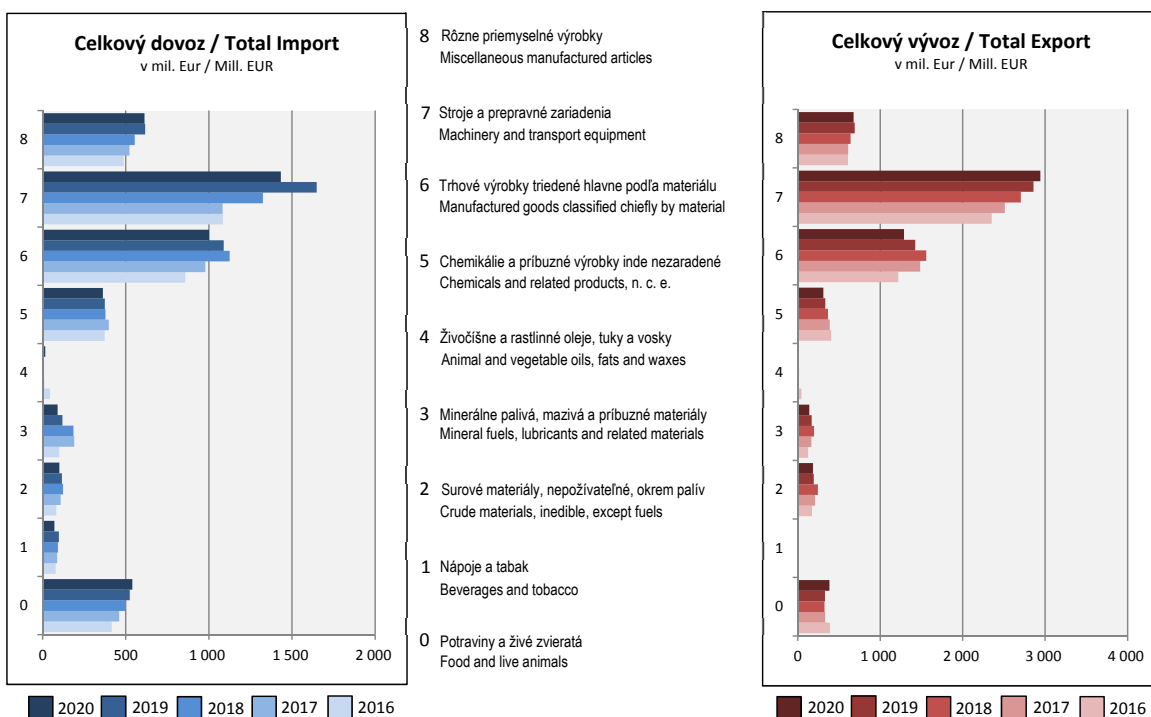 Celkový dovoz / Total Import
v mil. Eur / Mill. EUR
8
7
6
5
4
3
2
1
0
0 500 1 000 1 500 2 000
2020 2019 2018 2017 2016
8 Rôzne priemyselné výrobky
Miscellaneous manufactured articles
7 Stroje a prepravné zariadenia
Machinery and transport equipment
6 Trhové výrobky triedené hlavne podľa materiálu
Manufactured goods classified chiefly by material
5 Chemikálie a príbuzné výrobky inde nezaradené
Chemicals and related products, n. c. e.
4 Živočíšne a rastlinné oleje, tuky a vosky
Animal and vegetable oils, fats and waxes
3 Minerálne palivá, mazivá a príbuzné materiály
Mineral fuels, lubricants and related materials
2 Surové materiály, nepožívateľné, okrem palív
Crude materials, inedible, except fuels
1 Nápoje a tabak
Beverages and tobacco
0 Potraviny a živé zvieratá
Food and live animals
Celkový vývoz / Total Export
v mil. Eur / Mill. EUR
8
7
6
5
4
3
2
1
0
0 1 000 2 000 3 000 4 000
2020 2019 2018 2017 2016